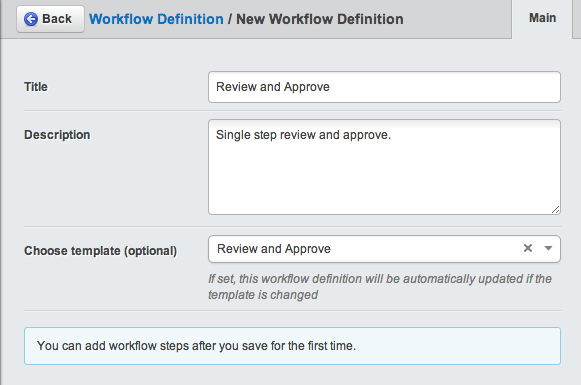 Back Workflow Definition / New Workflow Definition Main
Title Review and Approve
Description Single step review and approve.
Choose template (optional) Review and Approve
If set, this workflow definition will be automatically updated if the
template is changed
You can add workflow steps after you save for the first time.